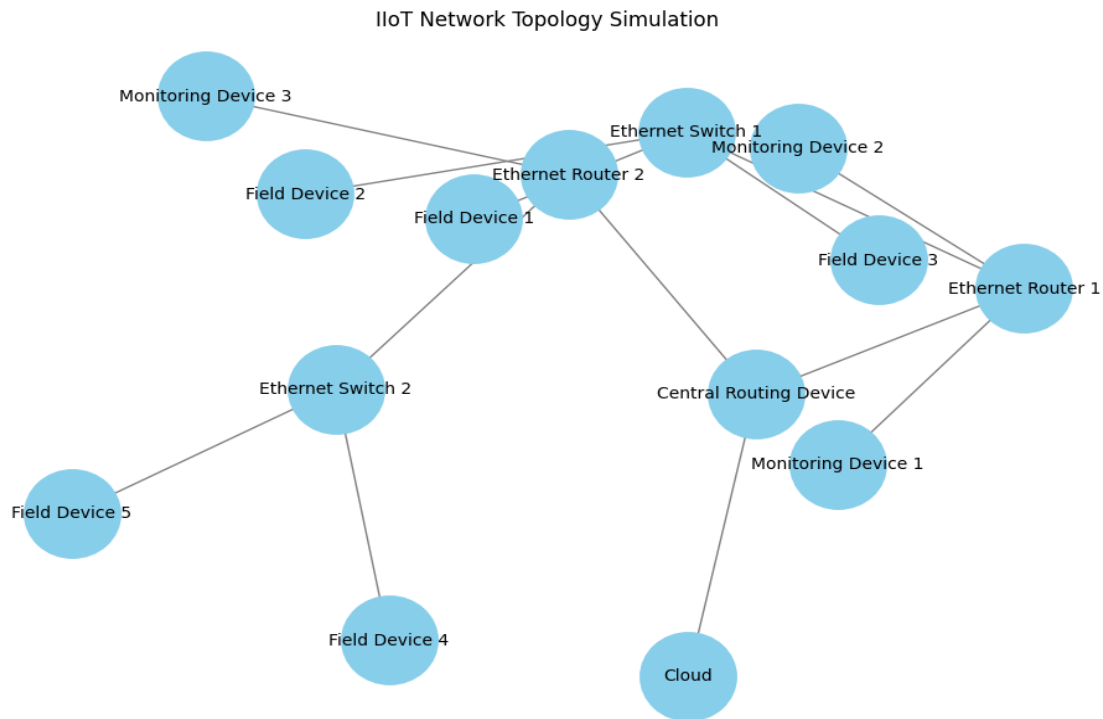 IIoT Network Topology Simulation
Monitoring Device 3
Ethernet Switch 1
Monitoring Device 2
Ethernet Router 2
Field Device 2
Field Device 1
Field Device 3
Ethernet Router 1
Ethernet Switch 2
Central Routing Device
Monitoring Device 1
Field Device 5
Field Device 4
Cloud